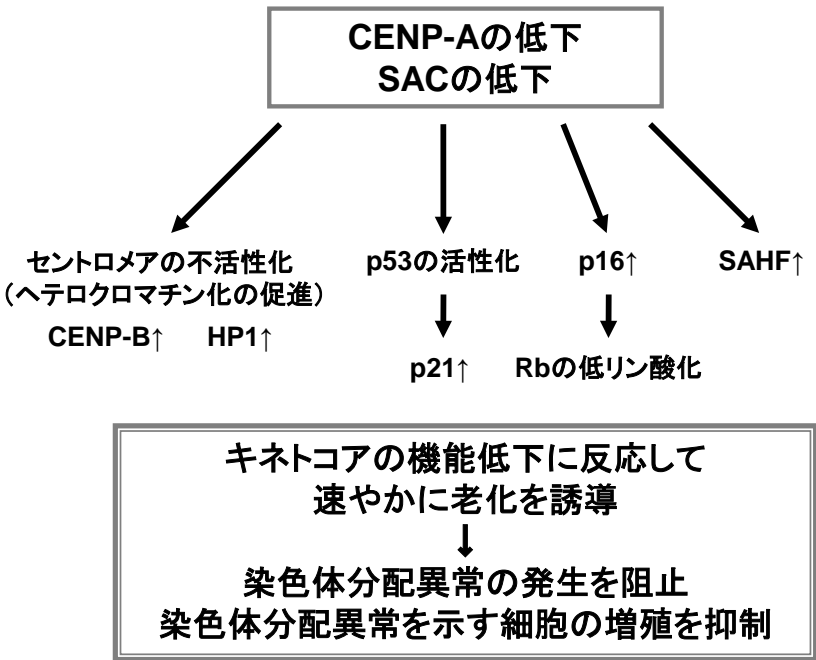 CENP-Aの低下
SACの低下
セントロメアの不活性化
（ヘテロクロマチン化の促進）
CENP-B↑ HP1↑
p53の活性化
p21↑
p16↑
Rbの低リン酸化
SAHF↑
キネトコアの機能低下に反応して
速やかに老化を誘導
↓
染色体分配異常の発生を阻止
染色体分配異常を示す細胞の増殖を抑制